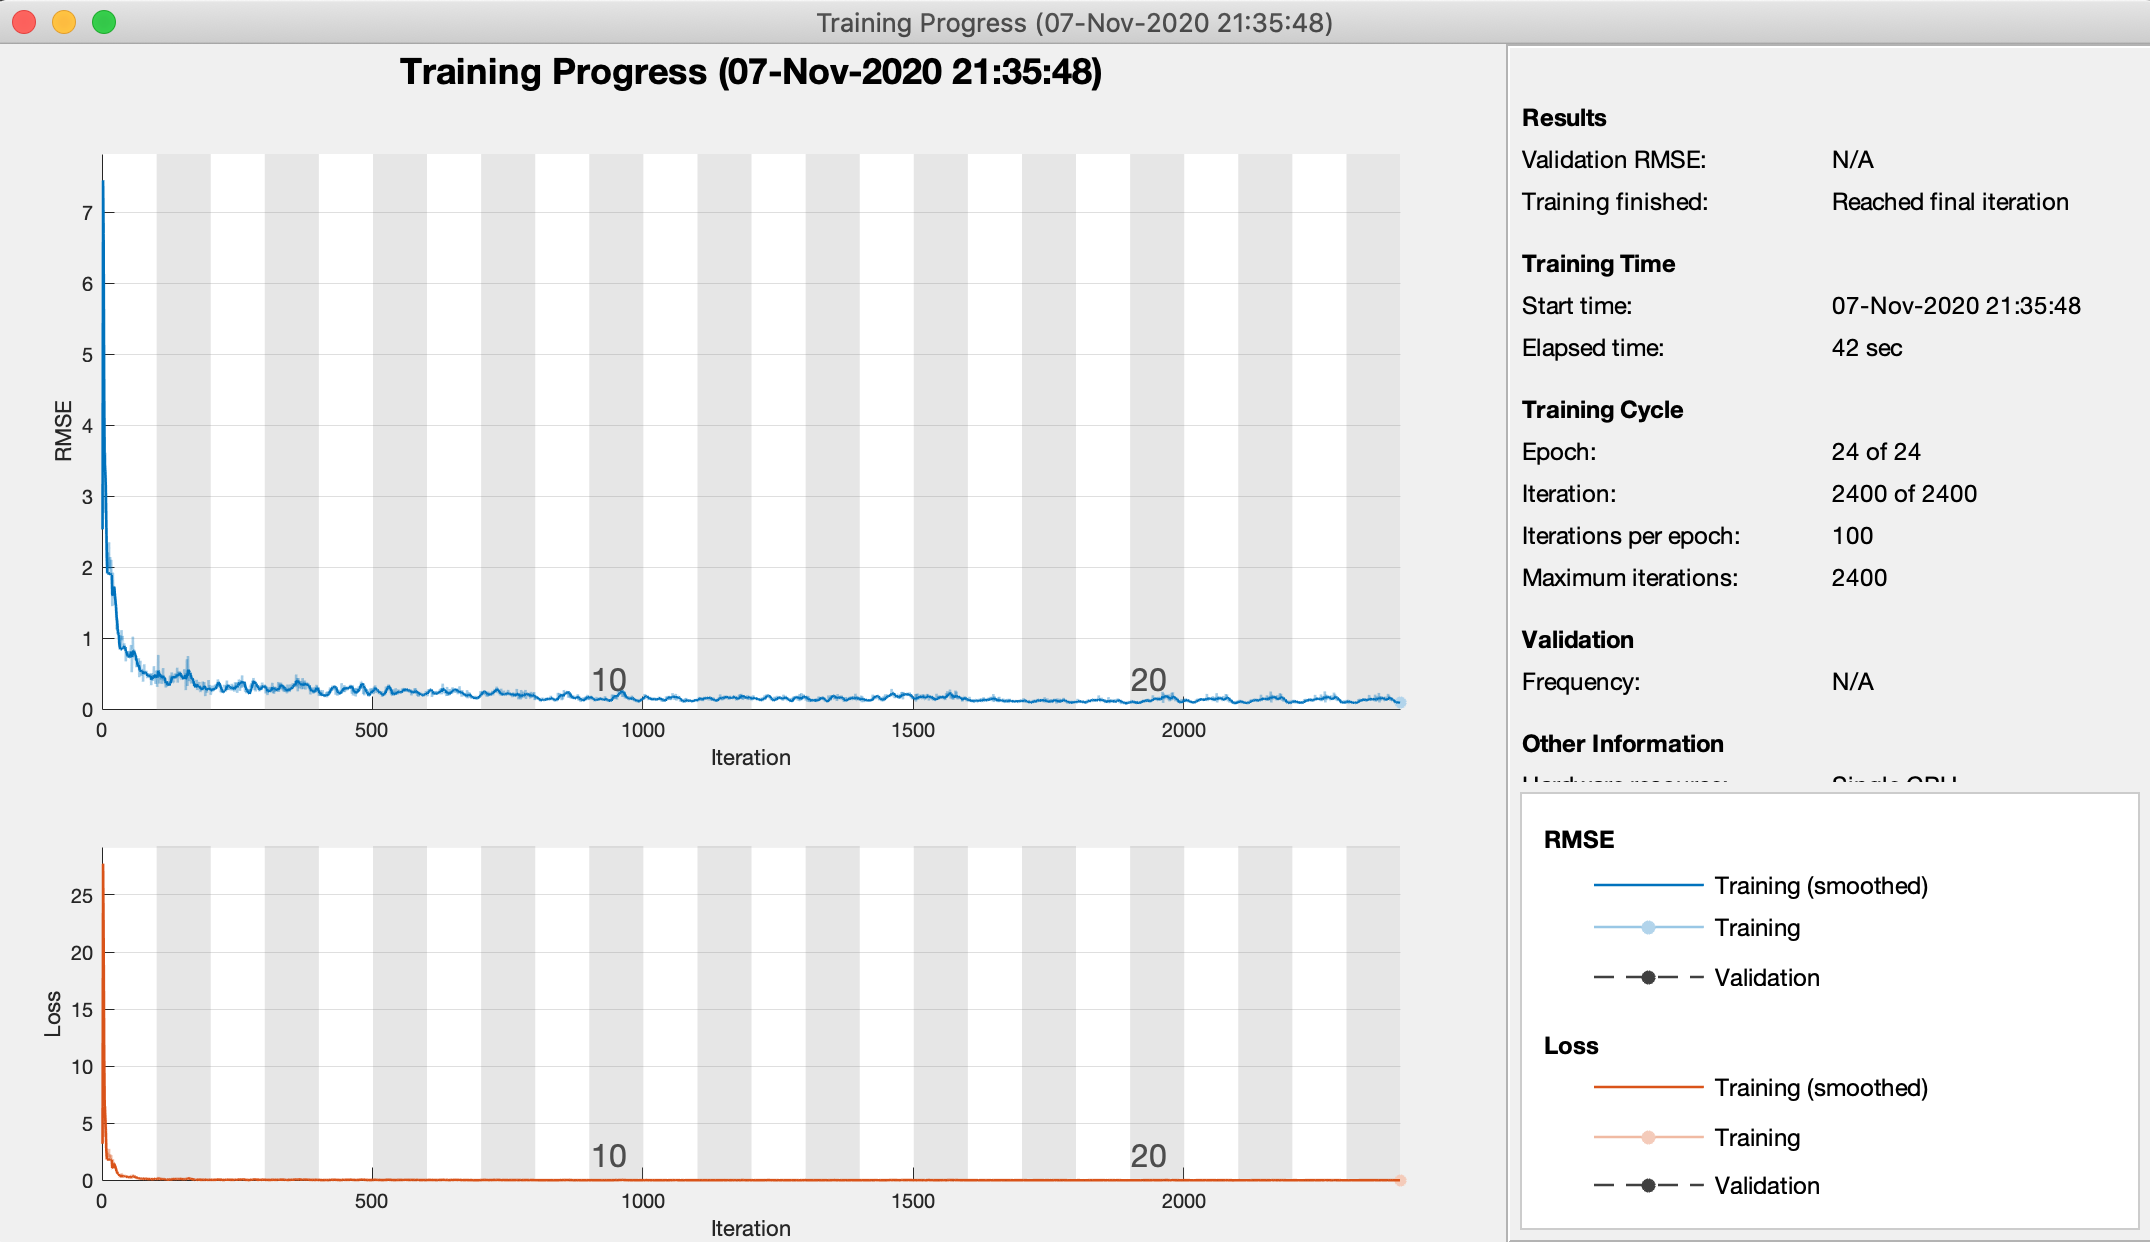 Training Progress (07-Nov-2020 21:35:48)
Training Progress (07-Nov-2020 21:35:48)
7
6
5
4
3
2
1
0
RMSE
10
20
0
500
1000
1500
2000
Iteration
25
20
15
10
5
0
Loss
10
20
0
500
1000
1500
2000
Iteration
Results
Validation RMSE: N/A
Training finished: Reached final iteration
Training Time
Start time: 07-Nov-2020 21:35:48
Elapsed time: 42 sec
Training Cycle
Epoch: 24 of 24
Iteration: 2400 of 2400
Iterations per epoch: 100
Maximum iterations: 2400
Validation
Frequency: N/A
Other Information
Hardware resource: Single
RMSE
Training (smoothed)
Training
Validation
Loss
Training (smoothed)
Training
Validation